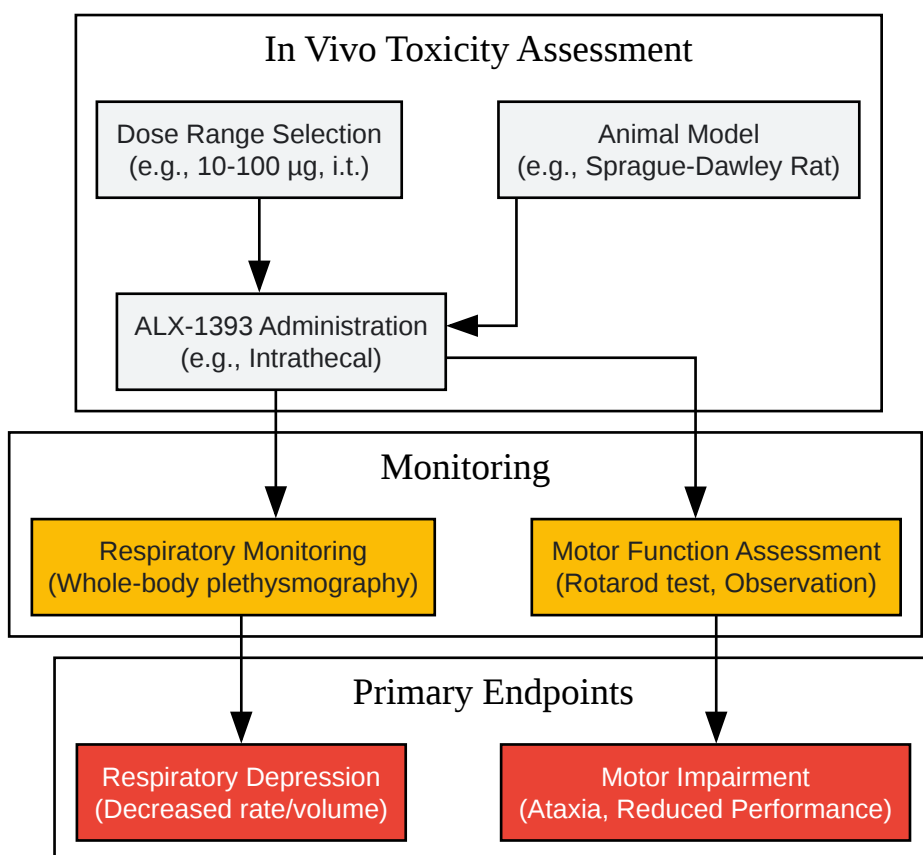 In Vivo Toxicity Assessment
Dose Range Selection
(e.g., 10-100 µg, i.t.)
Animal Model
(e.g., Sprague-Dawley Rat)
ALX-1393 Administration
(e.g., Intrathecal)
Monitoring
Respiratory Monitoring
(Whole-body plethysmography)
Motor Function Assessment
(Rotarod test, Observation)
Primary Endpoints
Respiratory Depression
(Decreased rate/volume)
Motor Impairment
(Ataxia, Reduced Performance)